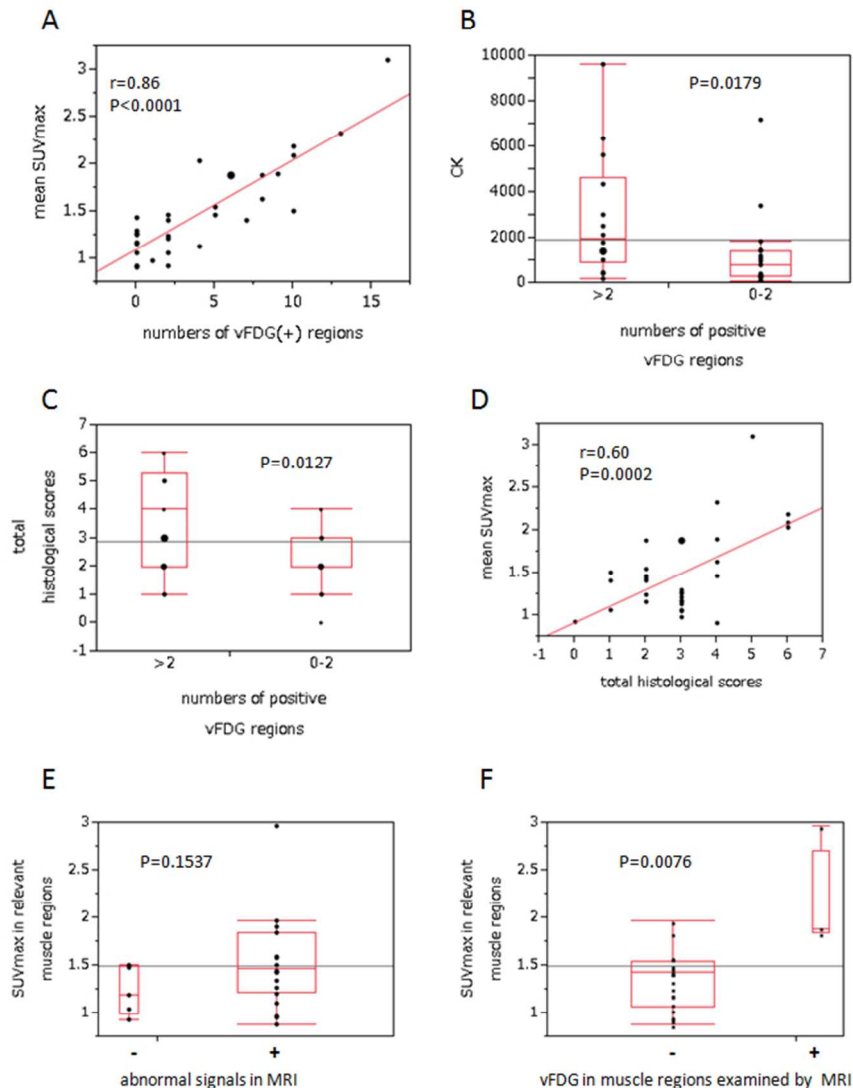 A
r=0.86
P<0.0001
mean SUVmax
3
2.5
2
1.5
1
0 5 10 15
numbers of vFDG(+) regions
B
P=0.0179
CK
10000
8000
6000
4000
2000
0
>2 0-2
numbers of positive
vFDG regions
C
P=0.0127
total
histological scores
7
6
5
4
3
2
1
0
-1
>2 0-2
numbers of positive
vFDG regions
D
r=0.60
P=0.0002
mean SUVmax
3
2.5
2
1.5
1
-1 0 1 2 3 4 5 6 7
total histological scores
E
P=0.1537
SUVmax in relevant
muscle regions
3
2.5
2
1.5
1
- +
abnormal signals in MRI
F
P=0.0076
SUVmax in relevant
muscle regions
3
2.5
2
1.5
1
- +
vFDG in muscle regions examined by MRI